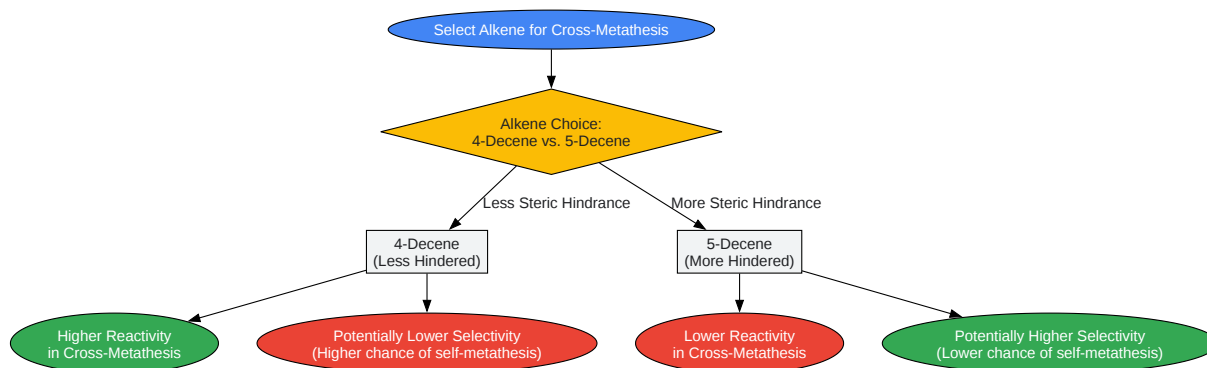 Select Alkene for Cross-Metathesis
Alkene Choice:
4-Decene vs. 5-Decene
Less Steric Hindrance
More Steric Hindrance
4-Decene
(Less Hindered)
5-Decene
(More Hindered)
Higher Reactivity
in Cross-Metathesis
Potentially Lower Selectivity
(Higher chance of self-metathesis)
Lower Reactivity
in Cross-Metathesis
Potentially Higher Selectivity
(Lower chance of self-metathesis)